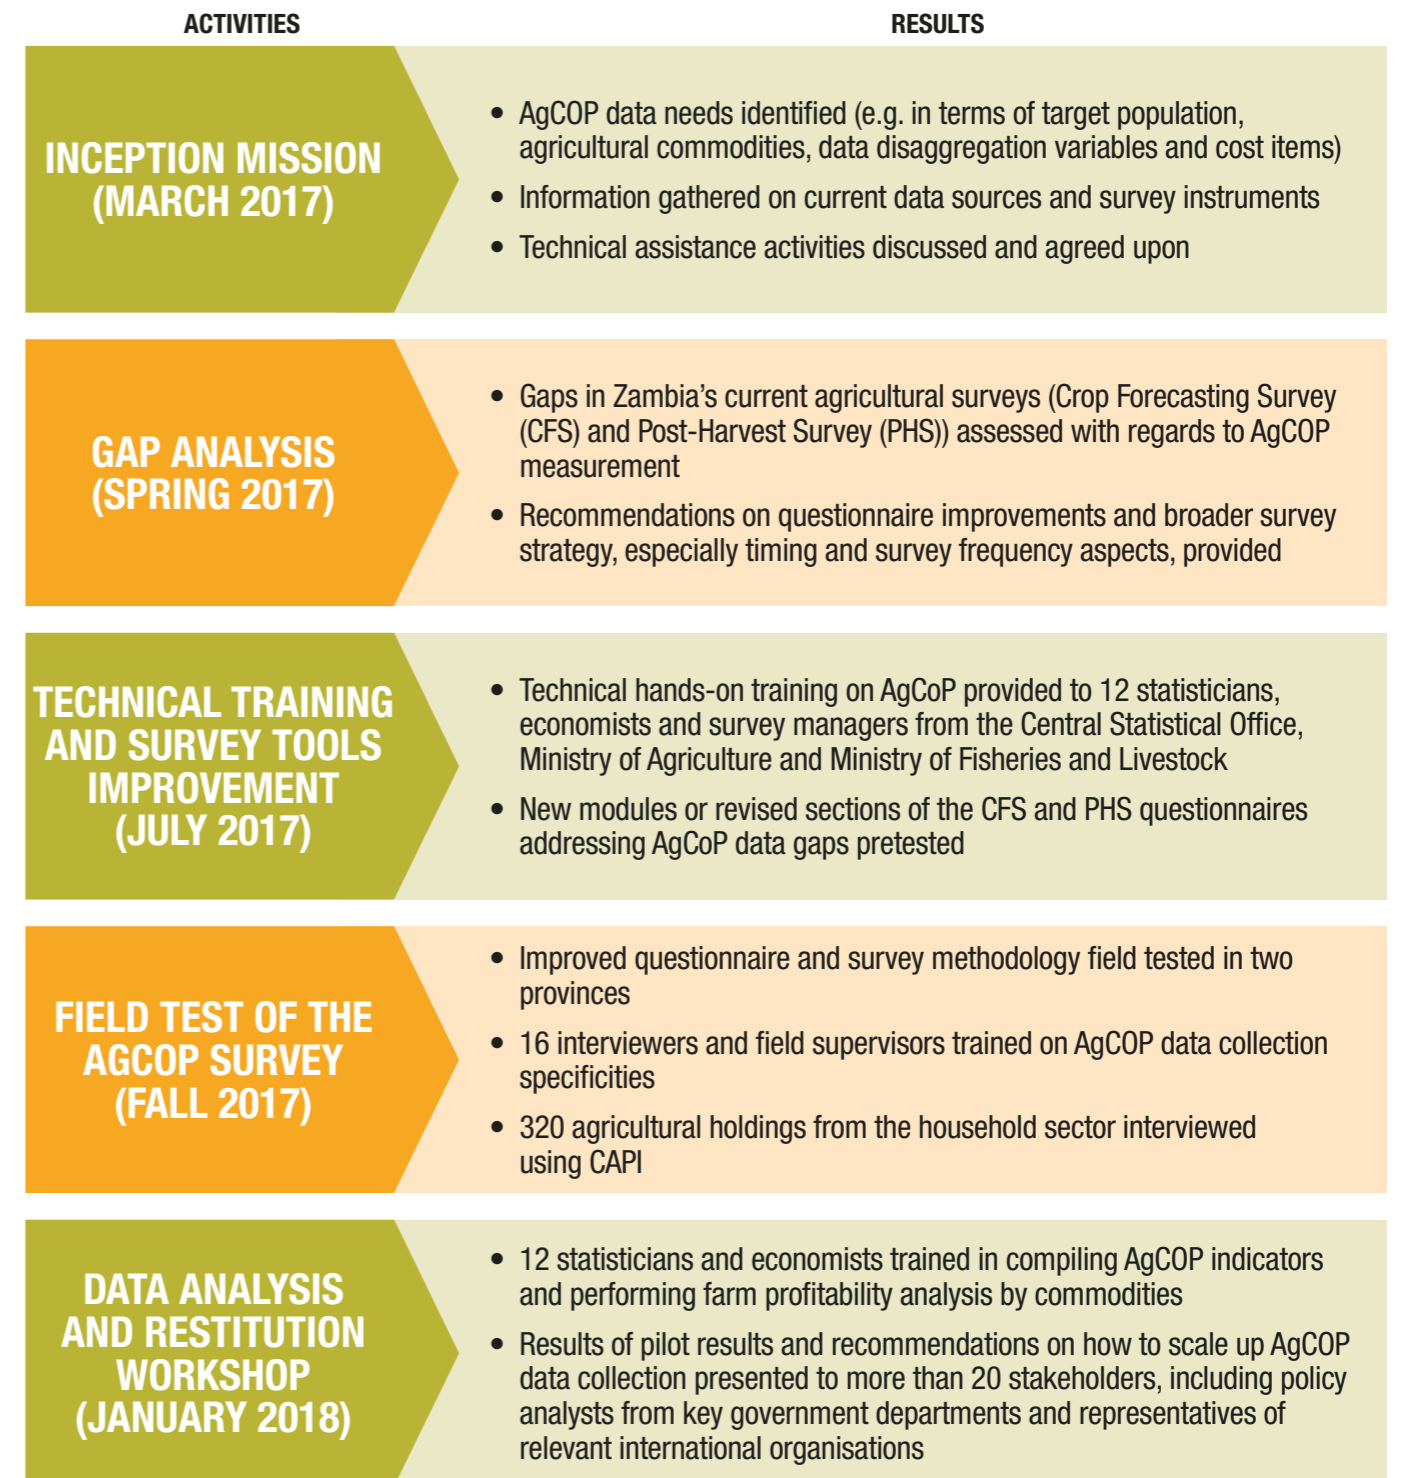 ACTIVITIES
RESULTS
INCEPTION MISSION
(MARCH 2017)
• AgCOP data needs identified (e.g. in terms of target population,
agricultural commodities, data disaggregation variables and cost items)
• Information gathered on current data sources and survey instruments
• Technical assistance activities discussed and agreed upon
GAP ANALYSIS
(SPRING 2017)
• Gaps in Zambia’s current agricultural surveys (Crop Forecasting Survey
(CFS) and Post-Harvest Survey (PHS)) assessed with regards to AgCOP
measurement
• Recommendations on questionnaire improvements and broader survey
strategy, especially timing and survey frequency aspects, provided
TECHNICAL TRAINING
AND SURVEY TOOLS
IMPROVEMENT
(JULY 2017)
• Technical hands-on training on AgCoP provided to 12 statisticians,
economists and survey managers from the Central Statistical Office,
Ministry of Agriculture and Ministry of Fisheries and Livestock
• New modules or revised sections of the CFS and PHS questionnaires
addressing AgCoP data gaps pretested
FIELD TEST OF THE
AGCOP SURVEY
(FALL 2017)
• Improved questionnaire and survey methodology field tested in two
provinces
• 16 interviewers and field supervisors trained on AgCOP data collection
specificities
• 320 agricultural holdings from the household sector interviewed
using CAPI
DATA ANALYSIS
AND RESTITUTION
WORKSHOP
(JANUARY 2018)
• 12 statisticians and economists trained in compiling AgCOP indicators
and performing farm profitability analysis by commodities
• Results of pilot results and recommendations on how to scale up AgCOP
data collection presented to more than 20 stakeholders, including policy
analysts from key government departments and representatives of
relevant international organisations